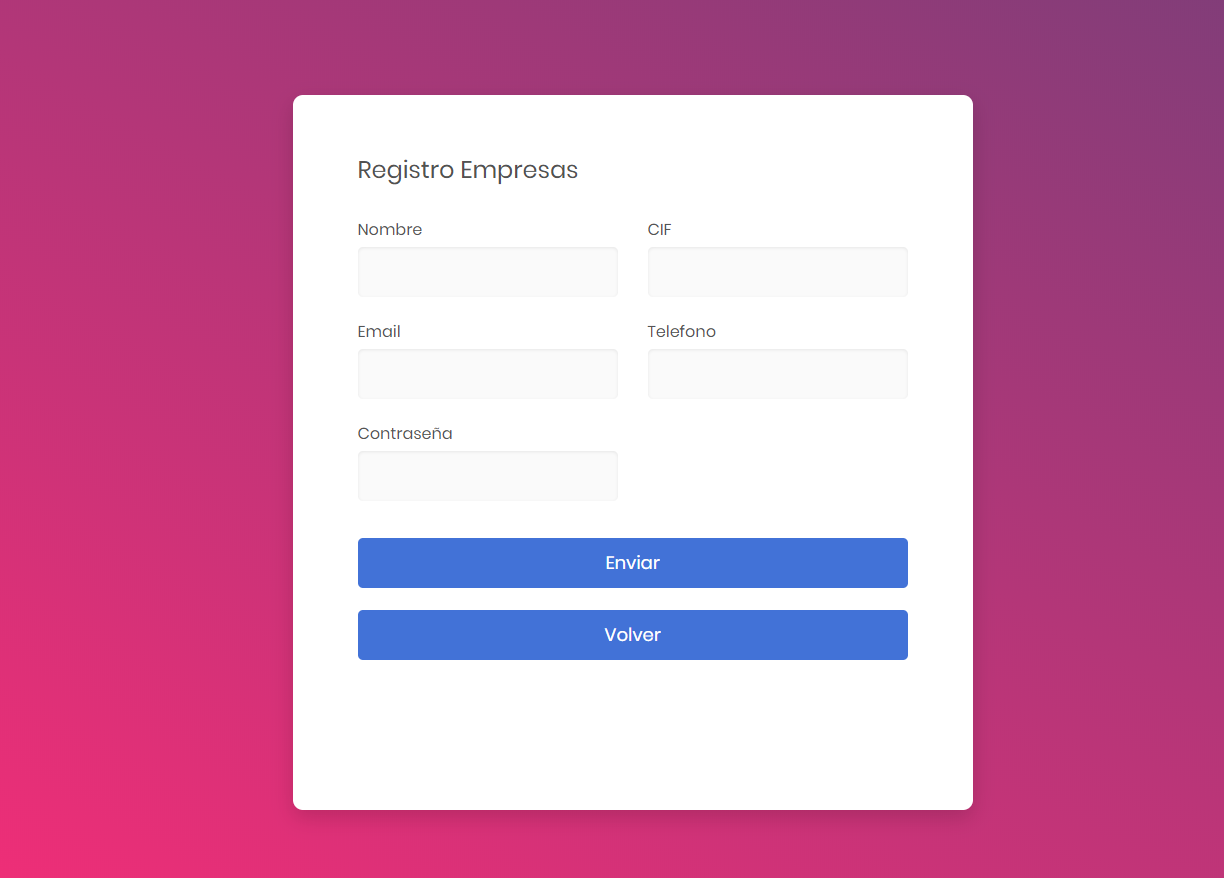 Registro Empresas
Nombre
CIF
Email
Telefono
Contraseña
Enviar
Volver